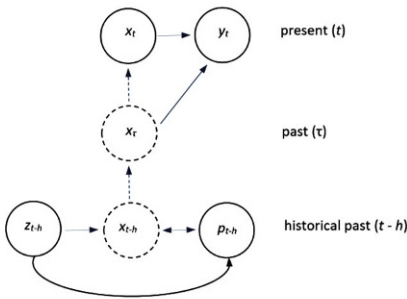 xt yt present (t)
xτ past (τ)
zt-h xt-h pt-h historical past (t - h)